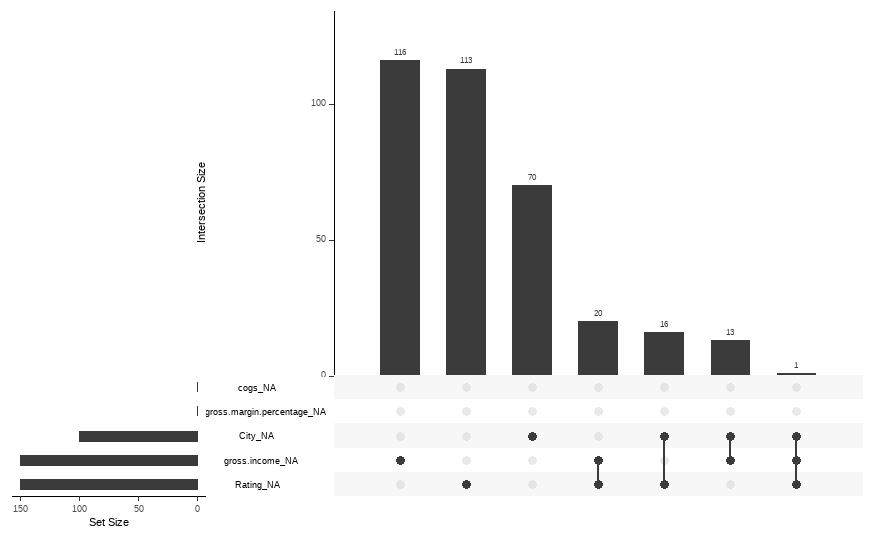 116
113
100
Intersection Size
70
50
20
16
13
1
0
cogs_NA
gross.margin.percentage_NA
City_NA
gross.income_NA
Rating_NA
150 100 50 0
Set Size